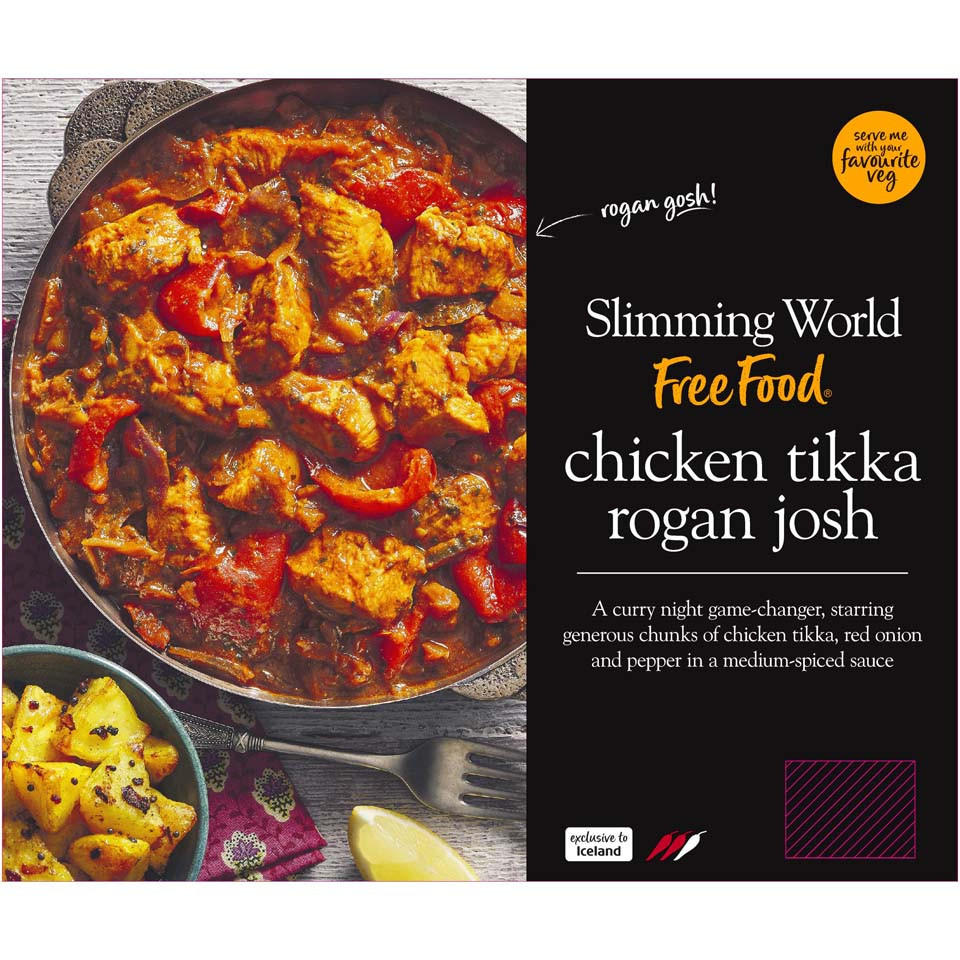 serve me
with your
favourite
veg
rogan gosh!
Slimming World
Free Food®
chicken tikka
rogan josh
A curry night game-changer, starring
generous chunks of chicken tikka, red onion
and pepper in a medium-spiced sauce
exclusive to
Iceland